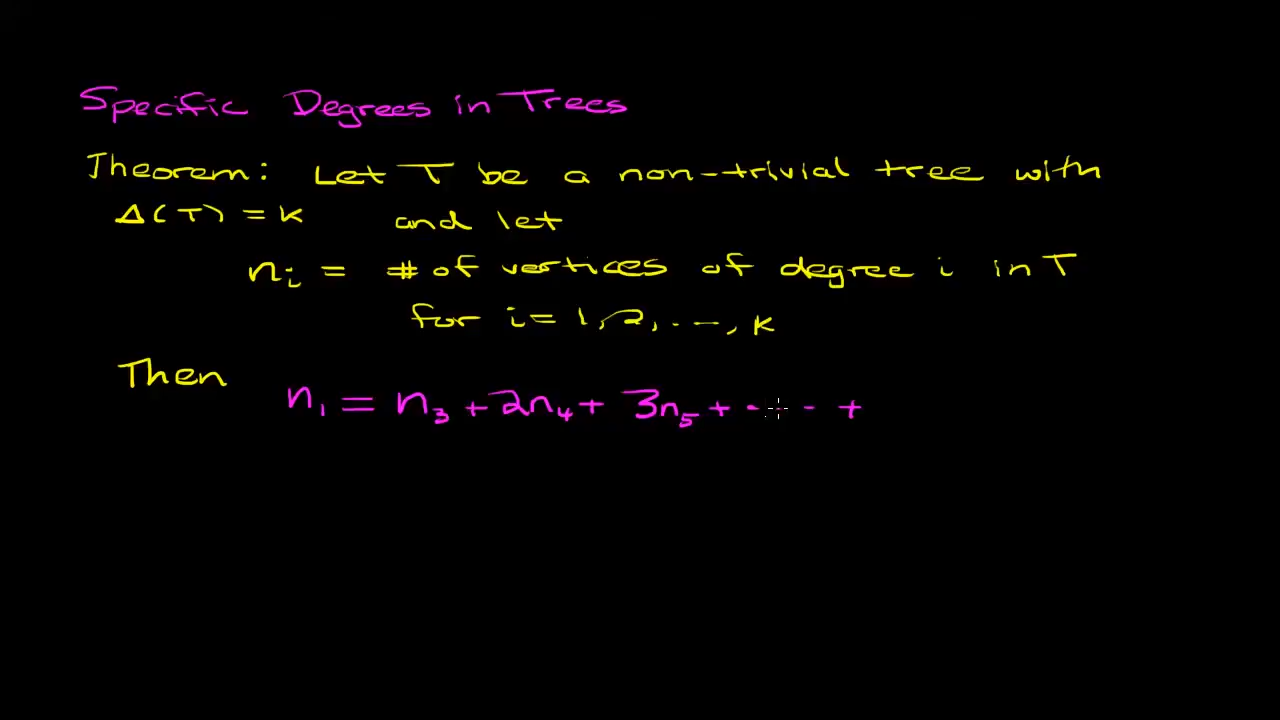 Specific Degrees in Trees
Theorem: Let T be a non-trivial tree with
Δ(T) = k and let
nᵢ = # of vertices of degree i in T
for i = 1, 2, ..., k
Then
n₁ = n₃ + 2n₄ + 3n₅ + ··· +